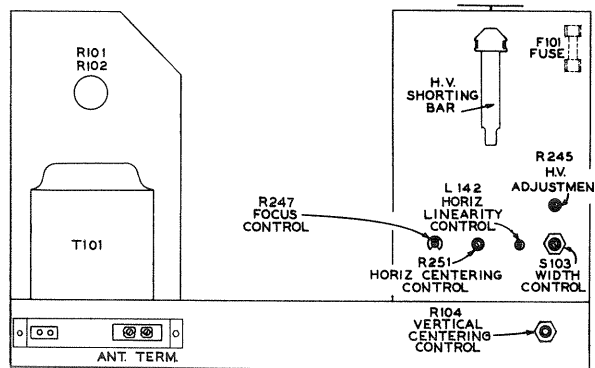 R101
R102
F101
FUSE
H.V.
SHORTING
BAR
R245
H.V.
ADJUSTMEN
L 142
HORIZ
LINEARITY
CONTROL
R247
FOCUS
CONTROL
T101
R251
HORIZ CENTERING
CONTROL
S103
WIDTH
CONTROL
R104
VERTICAL
CENTERING
CONTROL
ANT. TERM.